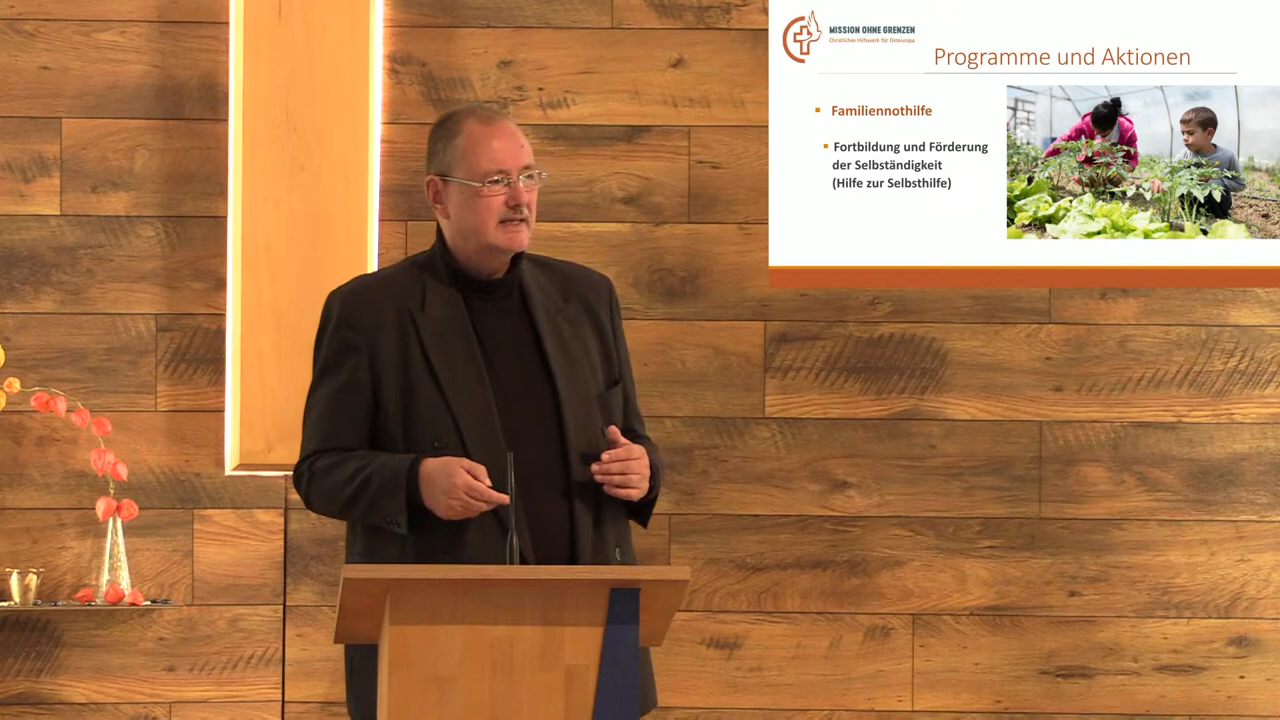 MISSION OHNE GRENZEN
Christliches Hilfswerk für Osteuropa
Programme und Aktionen
Familiennothilfe
Fortbildung und Förderung
der Selbständigkeit
(Hilfe zur Selbsthilfe)